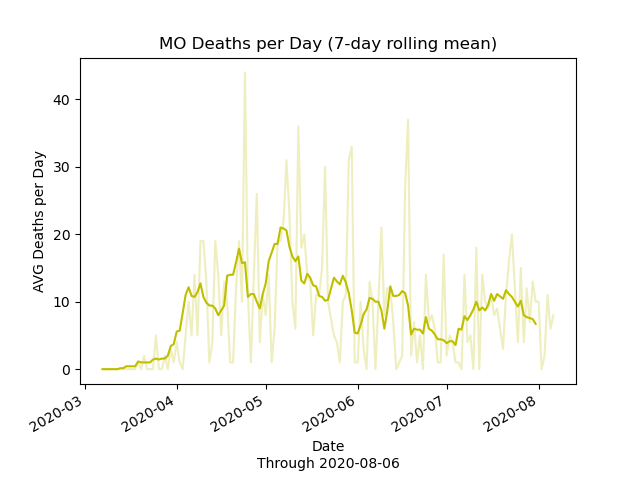 MO Deaths per Day (7-day rolling mean)
AVG Deaths per Day
40
30
20
10
0
2020-03
2020-04
2020-05
2020-06
2020-07
2020-08
Date
Through 2020-08-06